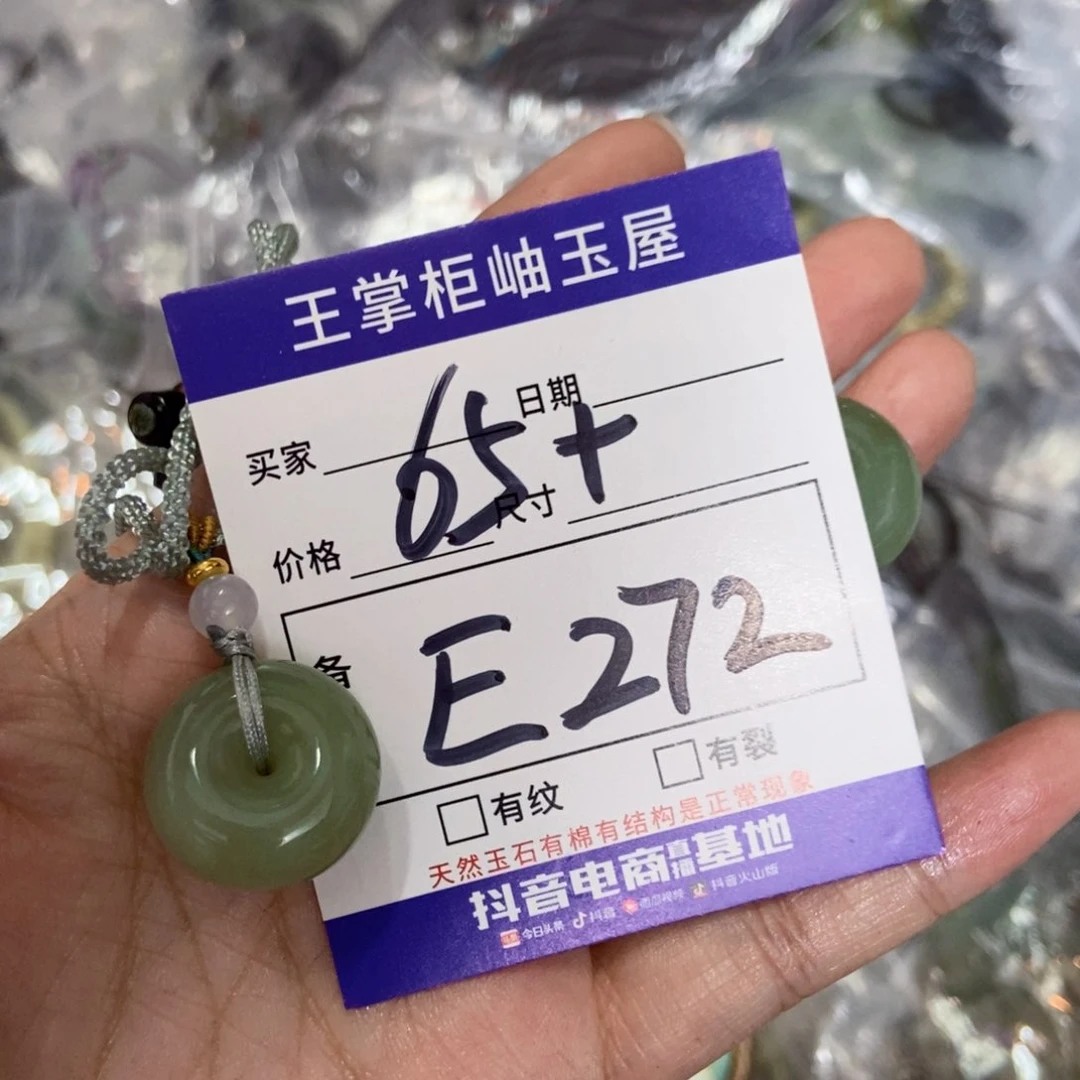 王掌柜岫玉屋
买家 日期
65+
价格 尺寸
备
E272
有纹 有裂
天然玉石有棉有结构是正常现象
抖音电商直播基地
今日头条 抖音 西瓜视频 抖音火山版